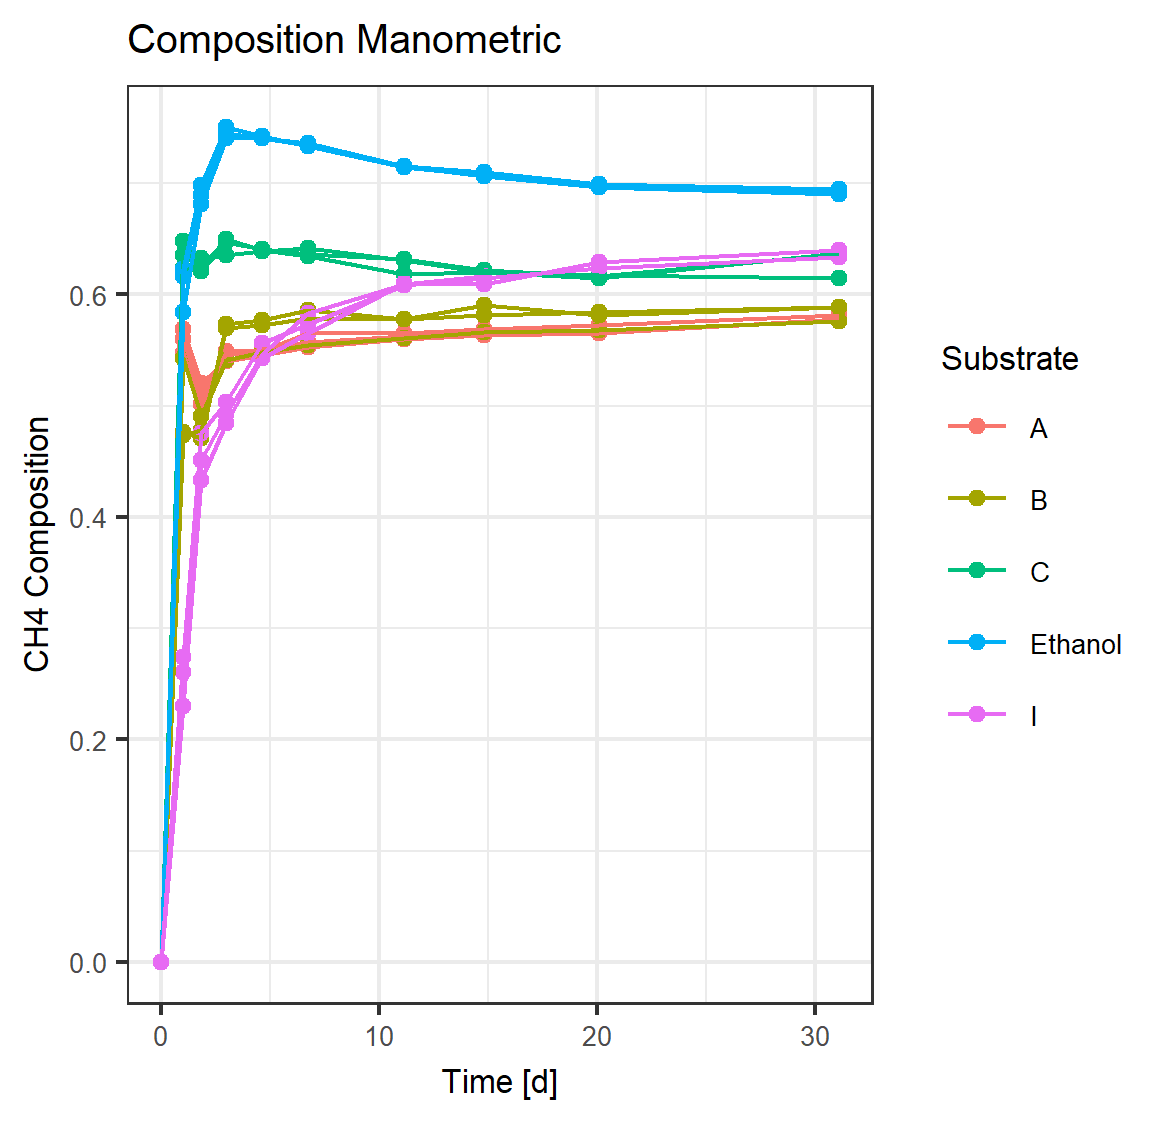 Composition Manometric
CH4 Composition
0.6
0.4
0.2
0.0
0
10
20
30
Time [d]
Substrate
A
B
C
Ethanol
I